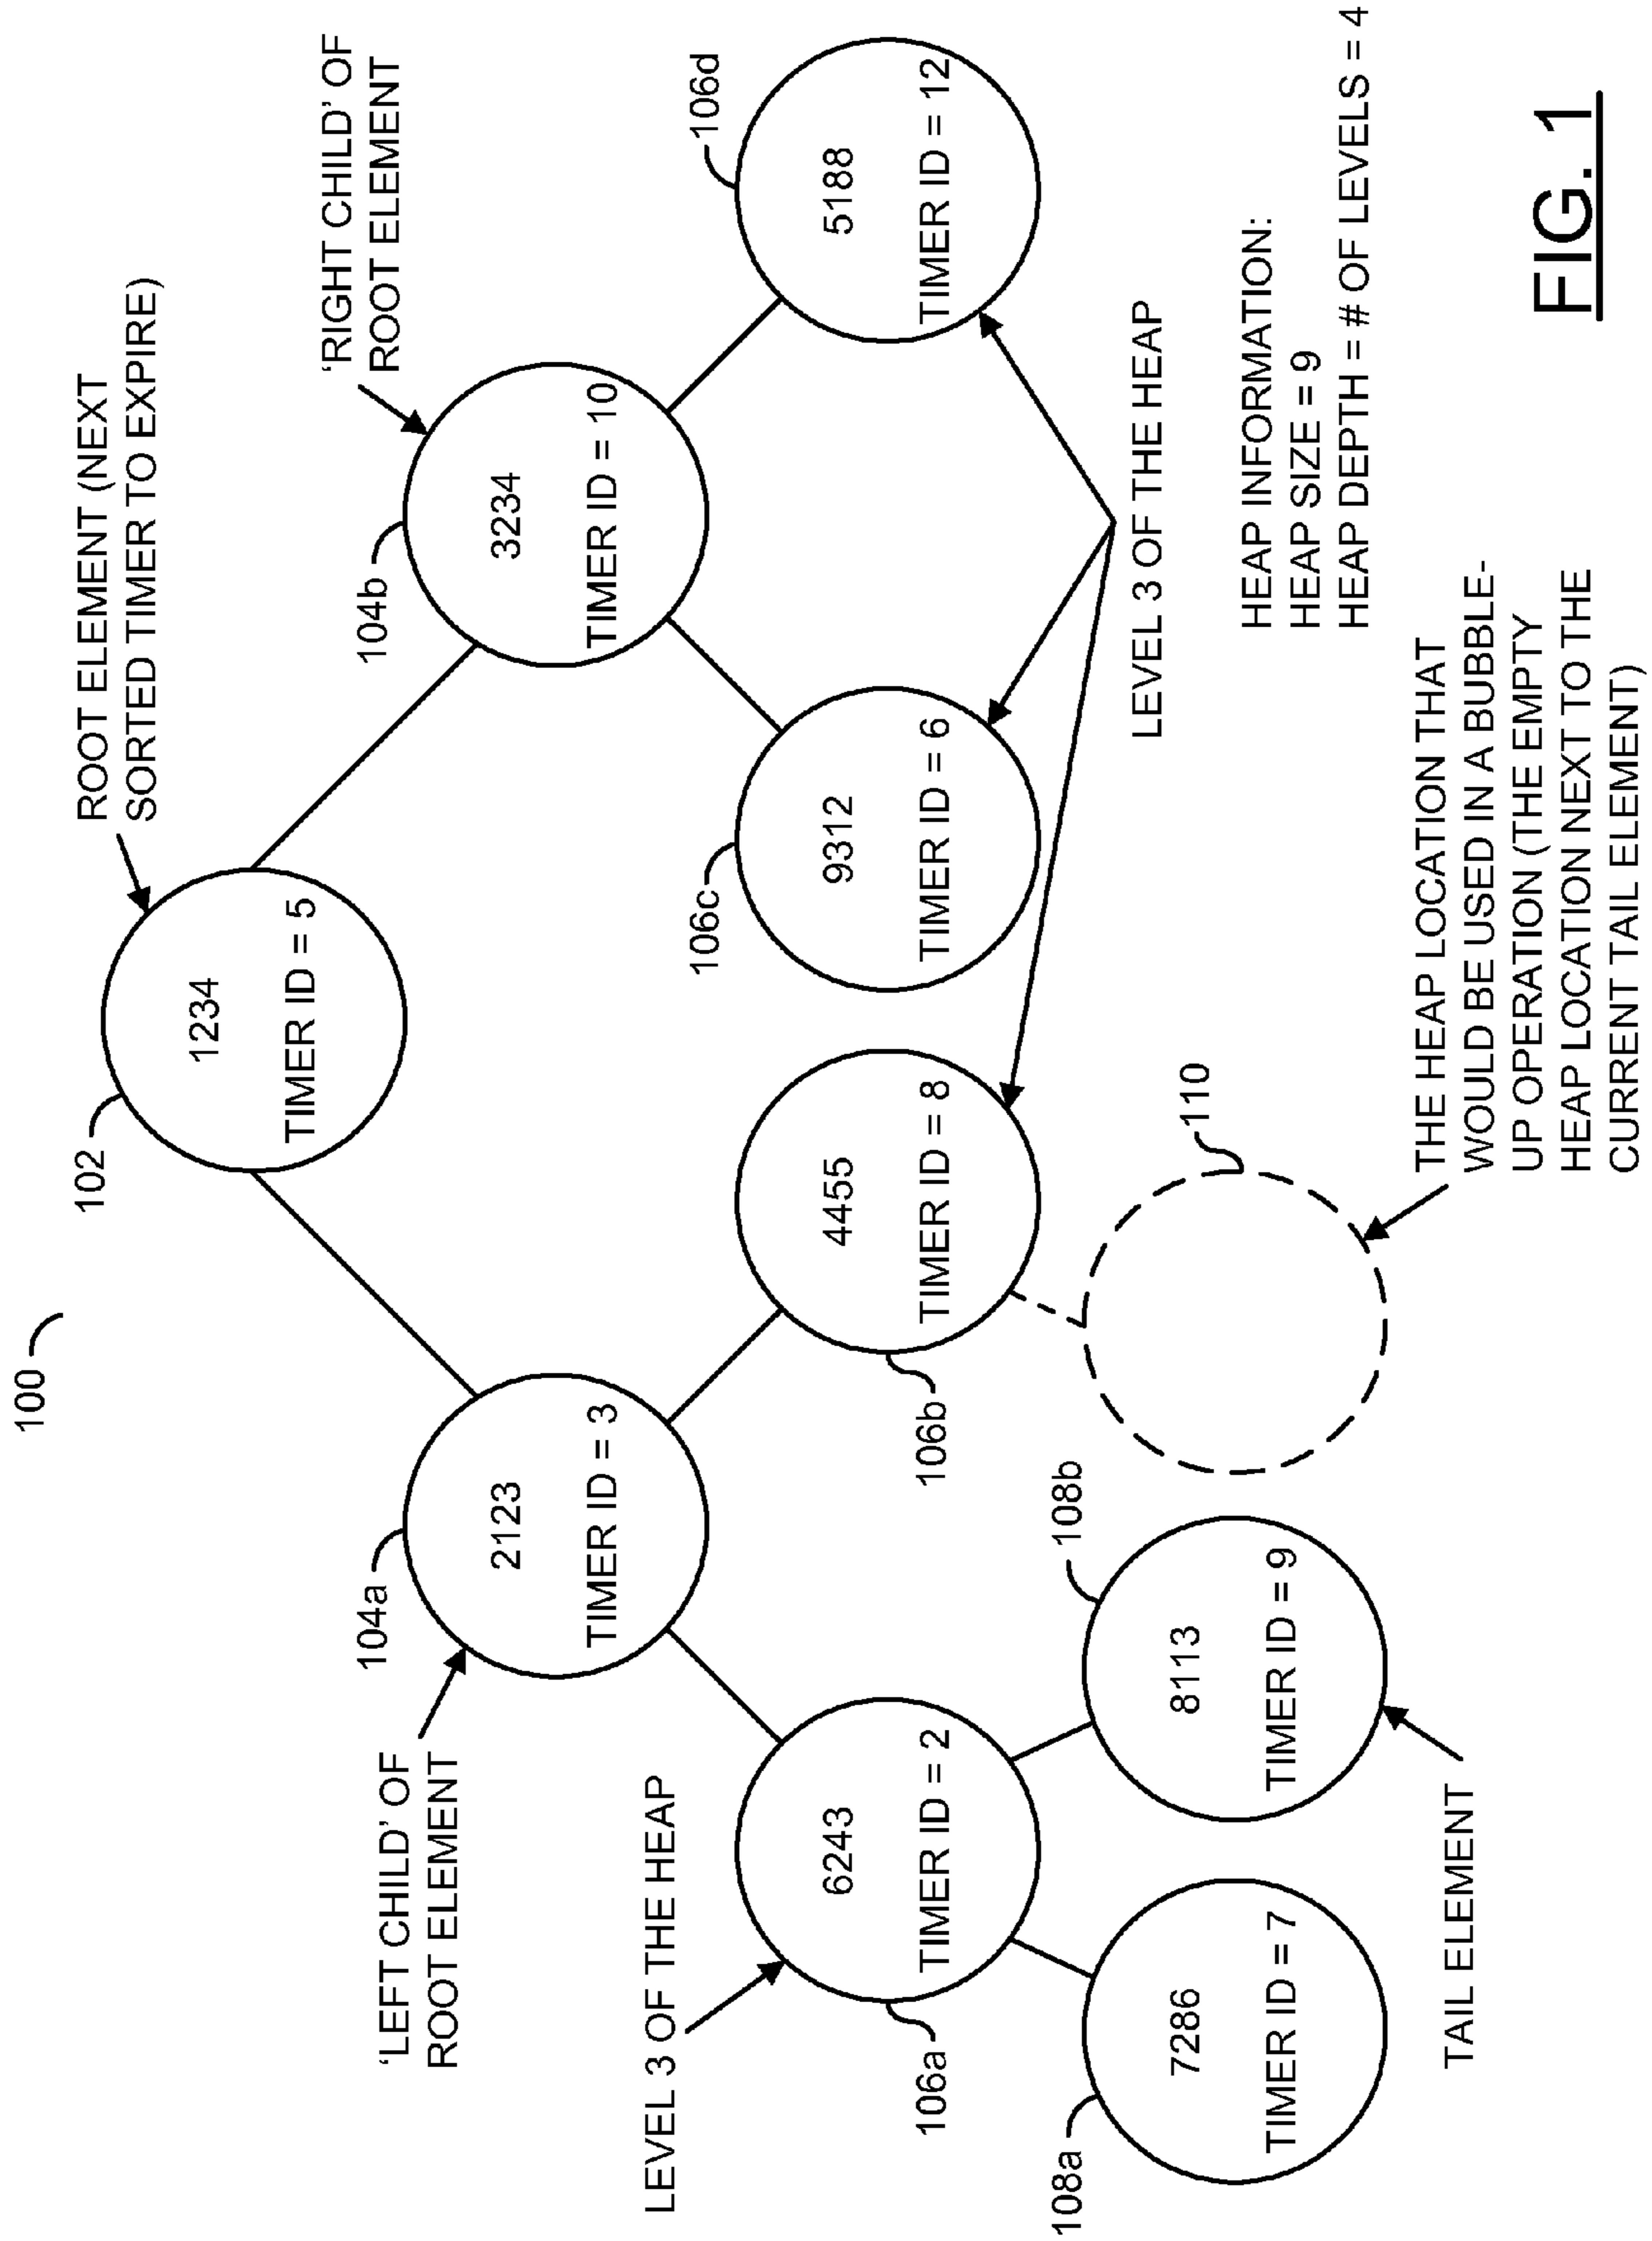 100
102
ROOT ELEMENT (NEXT
SORTED TIMER TO EXPIRE)
1234
TIMER ID = 5
'LEFT CHILD' OF
ROOT ELEMENT
104a
2123
TIMER ID = 3
104b
3234
TIMER ID = 10
'RIGHT CHILD' OF
ROOT ELEMENT
LEVEL 3 OF THE HEAP
106a
6243
TIMER ID = 2
106b
4455
TIMER ID = 8
106c
9312
TIMER ID = 6
106d
5188
TIMER ID = 12
LEVEL 3 OF THE HEAP
108a
7286
TIMER ID = 7
108b
8113
TIMER ID = 9
TAIL ELEMENT
110
THE HEAP LOCATION THAT
WOULD BE USED IN A BUBBLE-
UP OPERATION (THE EMPTY
HEAP LOCATION NEXT TO THE
CURRENT TAIL ELEMENT)
HEAP INFORMATION:
HEAP SIZE = 9
HEAP DEPTH = # OF LEVELS = 4
FIG. 1